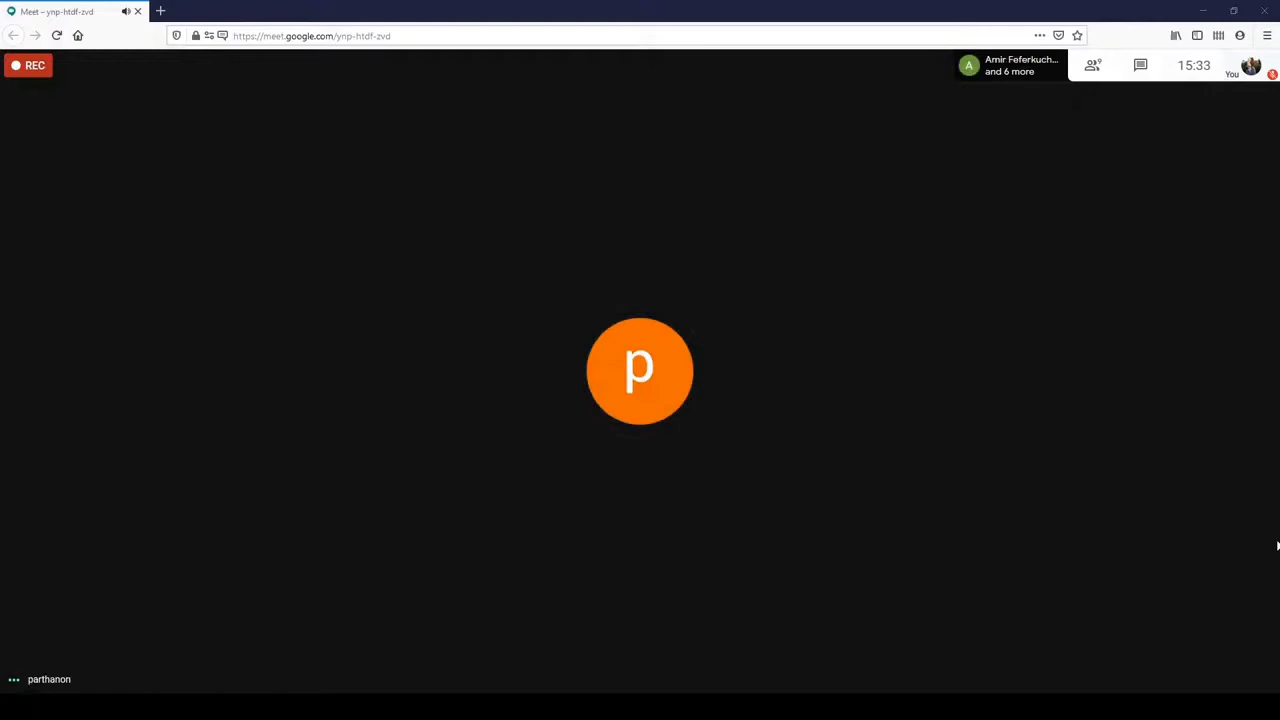 Meet – ynp-htdf-zvd
https://meet.google.com/ynp-htdf-zvd
REC
A
Amir Feferkuch...
and 6 more
9
15:33
You
p
parthanon